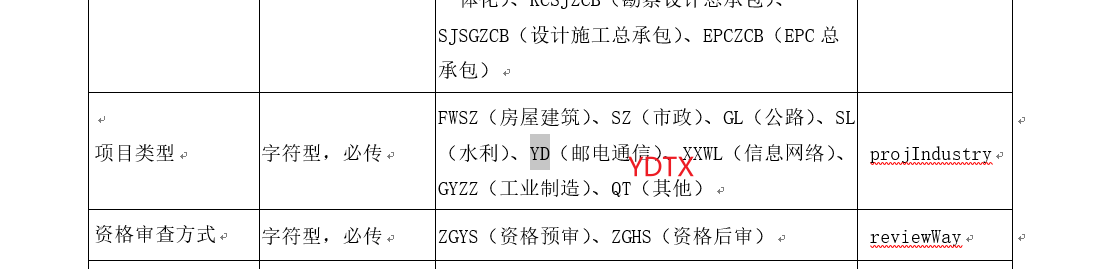 体化）、KCSJZCB（勘察设计总承包）、
SJSGZCB（设计施工总承包）、EPCZCB（EPC 总
承包）
项目类型
字符型，必传
FWSZ（房屋建筑）、SZ（市政）、GL（公路）、SL
（水利）、YD（邮电通信）、XXWL（信息网络）、
GYZZ（工业制造）、QT（其他）
YDTX
projIndustry
资格审查方式
字符型，必传
ZGYS（资格预审）、ZGHS（资格后审）
reviewWay